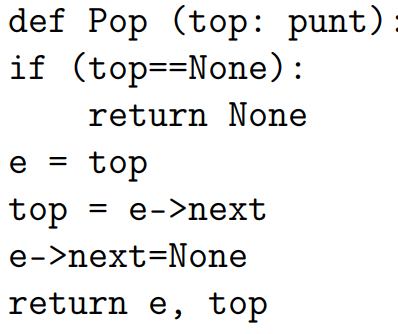 def Pop (top: punt):
if (top==None):
    return None
e = top
top = e->next
e->next=None
return e, top